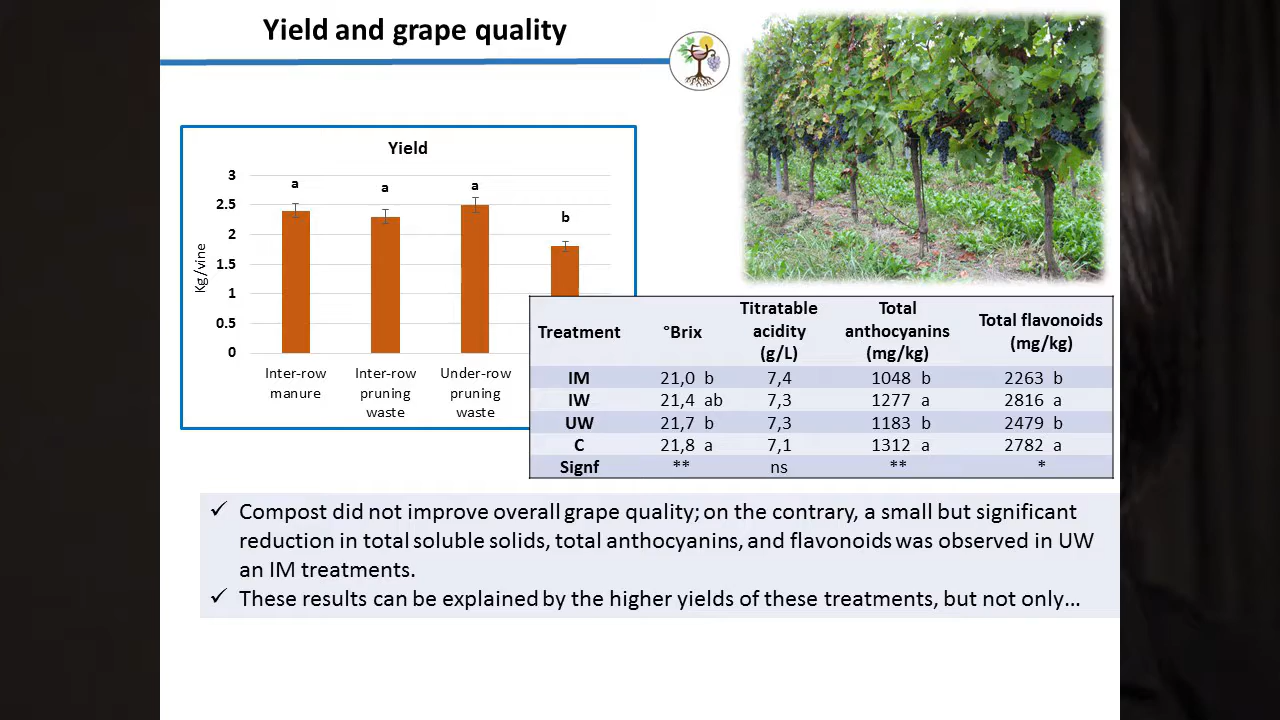 Yield and grape quality
Yield
3
2.5
2
1.5
1
0.5
0
Kg/vine
a
a
a
b
Inter-row manure
Inter-row pruning waste
Under-row pruning waste
Treatment °Brix Titratable acidity (g/L) Total anthocyanins (mg/kg) Total flavonoids (mg/kg)
IM 21,0 b 7,4 1048 b 2263 b
IW 21,4 ab 7,3 1277 a 2816 a
UW 21,7 b 7,3 1183 b 2479 b
C 21,8 a 7,1 1312 a 2782 a
Signf ** ns ** *
✓ Compost did not improve overall grape quality; on the contrary, a small but significant
reduction in total soluble solids, total anthocyanins, and flavonoids was observed in UW
an IM treatments.
✓ These results can be explained by the higher yields of these treatments, but not only…